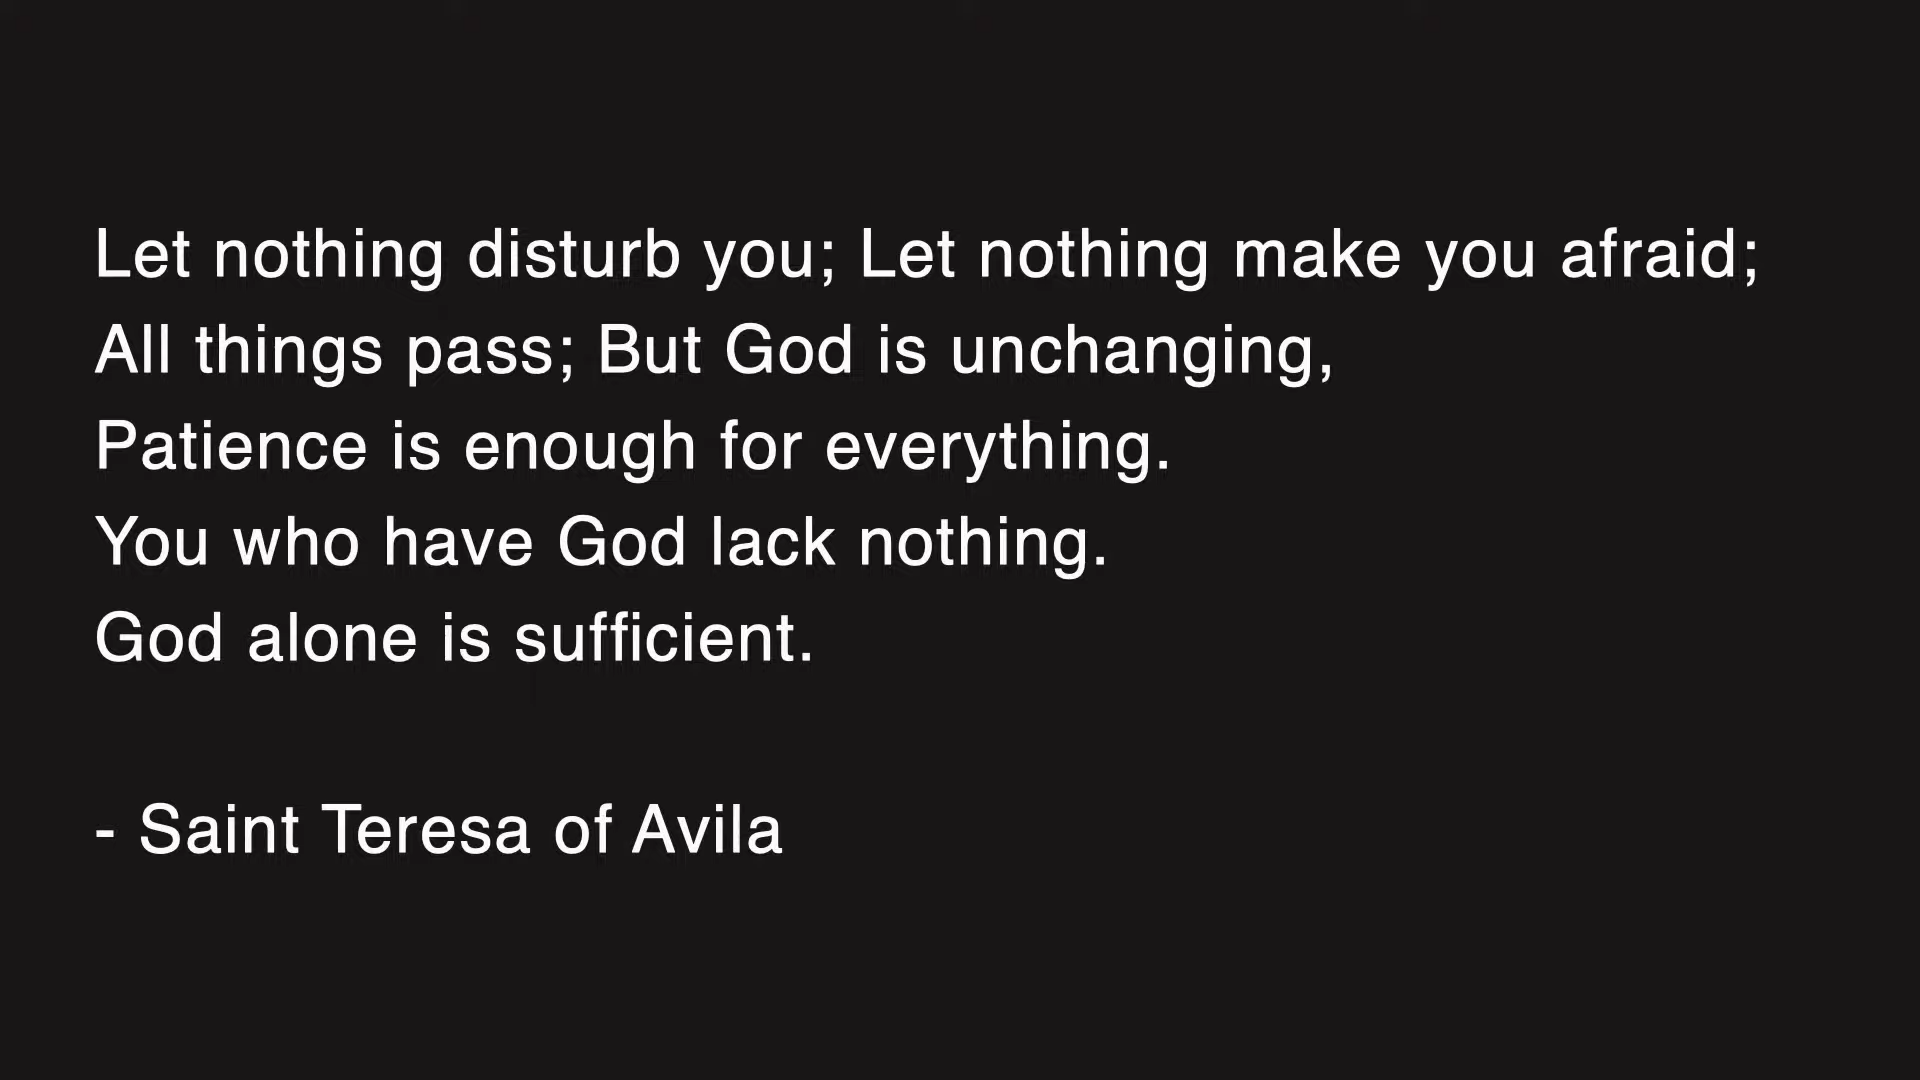 Let nothing disturb you; Let nothing make you afraid;
All things pass; But God is unchanging,
Patience is enough for everything.
You who have God lack nothing.
God alone is sufficient.
- Saint Teresa of Avila